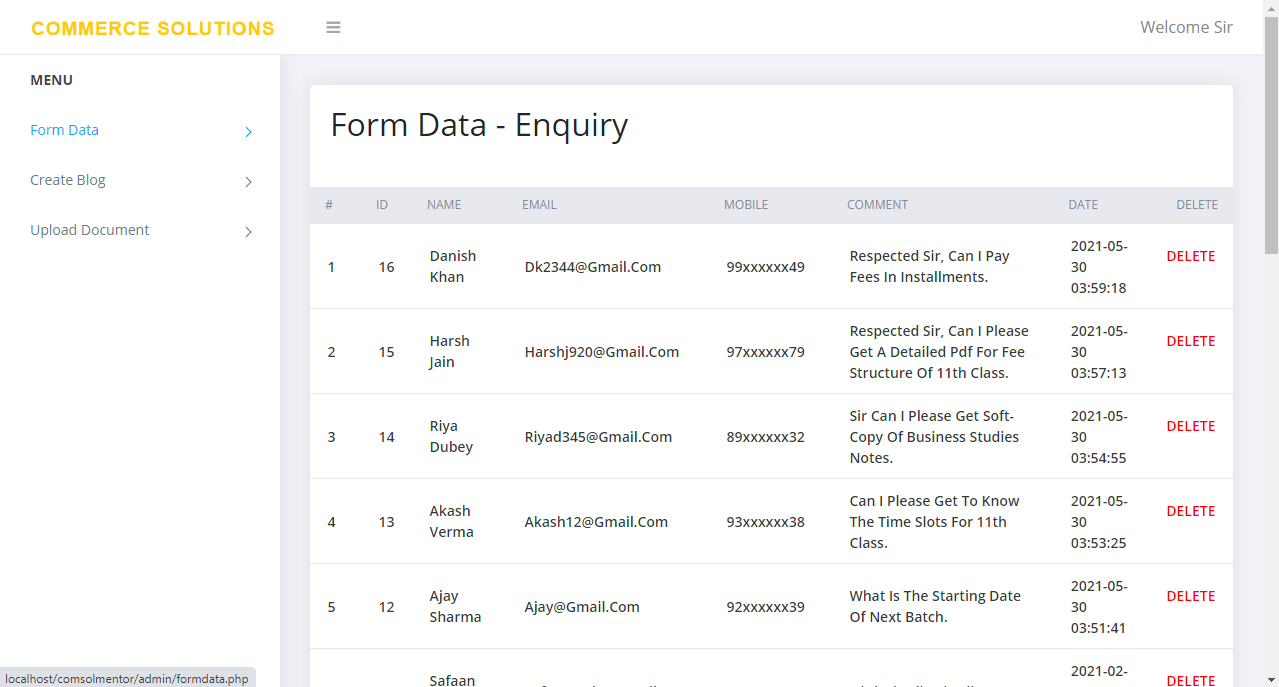 COMMERCE SOLUTIONS
Welcome Sir
MENU
Form Data
Create Blog
Upload Document
Form Data - Enquiry
# ID NAME EMAIL MOBILE COMMENT DATE DELETE
1 16 Danish Khan Dk2344@Gmail.Com 99xxxxxx49 Respected Sir, Can I Pay Fees In Installments. 2021-05-30 03:59:18 DELETE
2 15 Harsh Jain Harshj920@Gmail.Com 97xxxxxx79 Respected Sir, Can I Please Get A Detailed Pdf For Fee Structure Of 11th Class. 2021-05-30 03:57:13 DELETE
3 14 Riya Dubey Riyad345@Gmail.Com 89xxxxxx32 Sir Can I Please Get Soft-Copy Of Business Studies Notes. 2021-05-30 03:54:55 DELETE
4 13 Akash Verma Akash12@Gmail.Com 93xxxxxx38 Can I Please Get To Know The Time Slots For 11th Class. 2021-05-30 03:53:25 DELETE
5 12 Ajay Sharma Ajay@Gmail.Com 92xxxxxx39 What Is The Starting Date Of Next Batch. 2021-05-30 03:51:41 DELETE
Safaan 2021-02- DELETE
localhost/comsolmentor/admin/formdata.php